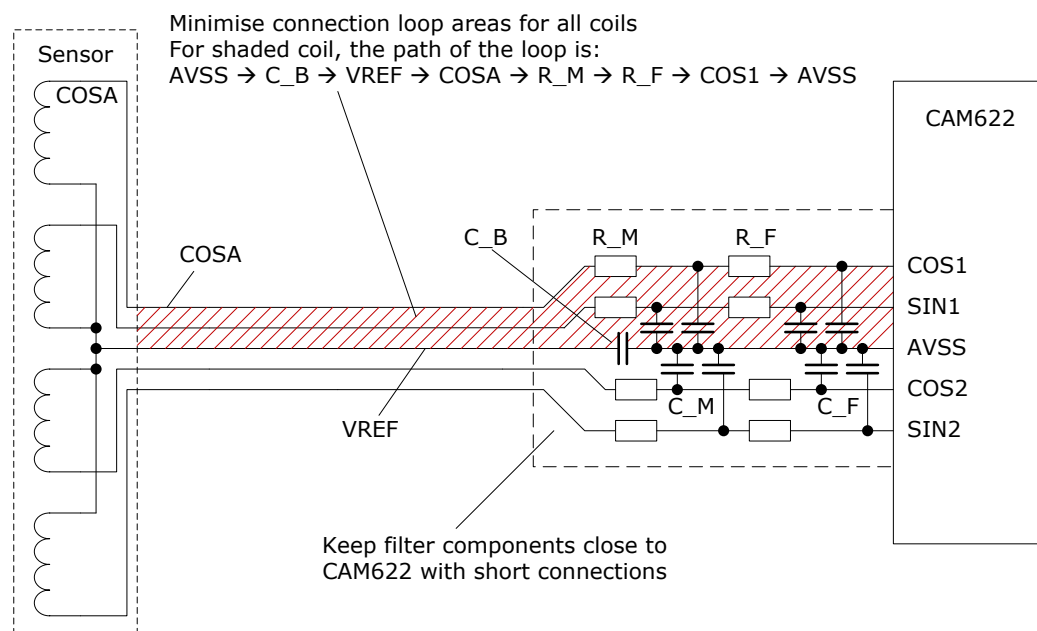 Minimise connection loop areas for all coils
For shaded coil, the path of the loop is:
AVSS → C_B → VREF → COSA → R_M → R_F → COS1 → AVSS
Sensor
COSA
CAM622
COSA
C_B
R_M
R_F
COS1
SIN1
AVSS
COS2
SIN2
C_M
C_F
VREF
Keep filter components close to
CAM622 with short connections